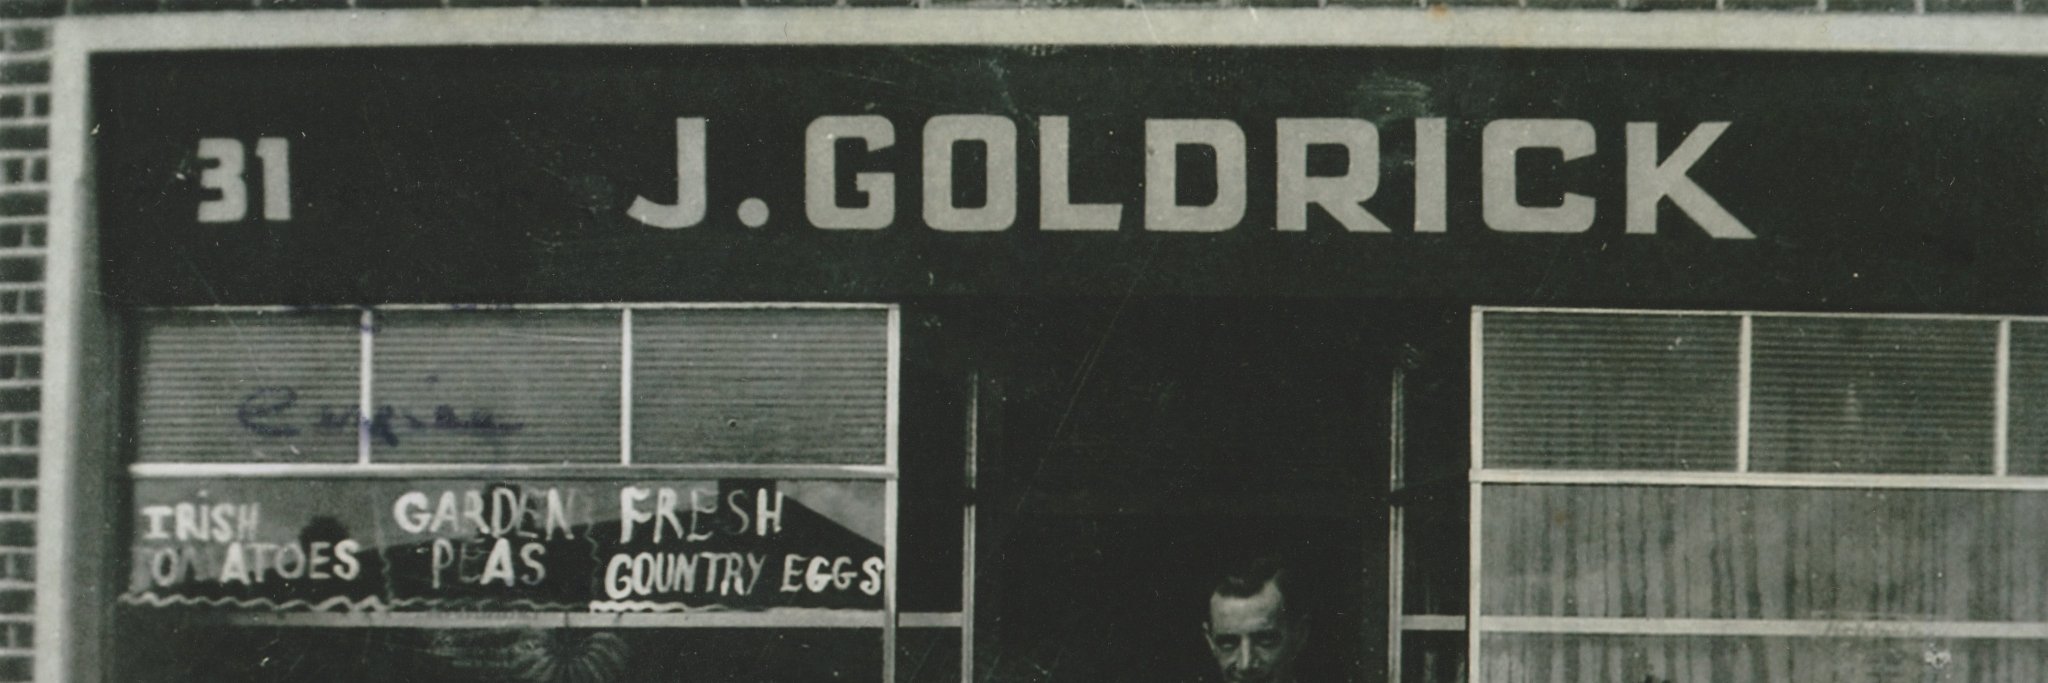 31 J. GOLDRICK
IRISH
TOMATOES
GARDEN
PEAS
FRESH
COUNTRY EGGS